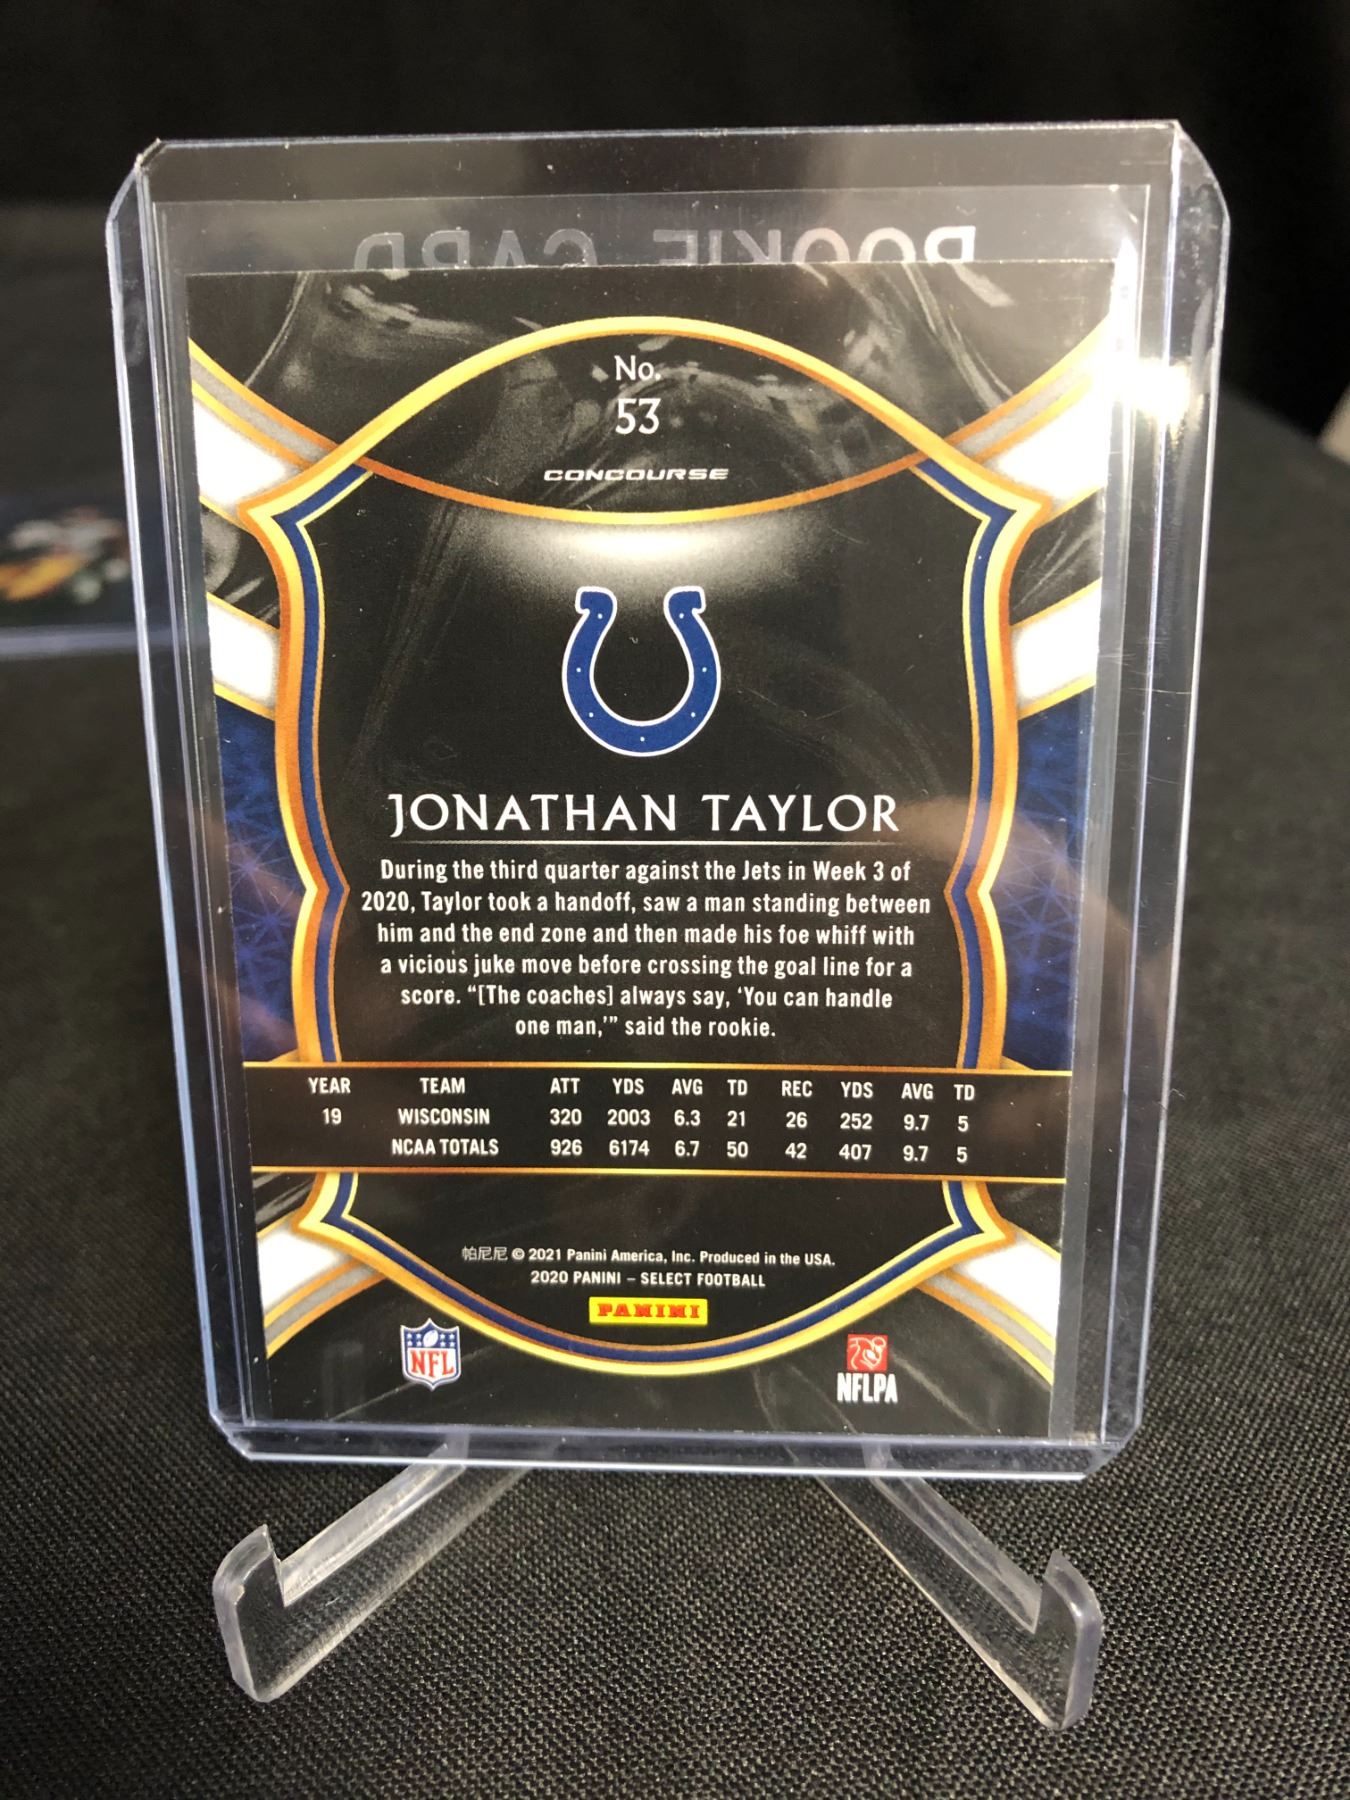 ROOKIE CARD
No.
53
CONCOURSE
JONATHAN TAYLOR
During the third quarter against the Jets in Week 3 of
2020, Taylor took a handoff, saw a man standing between
him and the end zone and then made his foe whiff with
a vicious juke move before crossing the goal line for a
score. “[The coaches] always say, ‘You can handle
one man,’” said the rookie.
YEAR TEAM ATT YDS AVG TD REC YDS AVG TD
19 WISCONSIN 320 2003 6.3 21 26 252 9.7 5
NCAA TOTALS 926 6174 6.7 50 42 407 9.7 5
帕尼尼 © 2021 Panini America, Inc. Produced in the USA.
2020 PANINI – SELECT FOOTBALL
PANINI
NFL
NFLPA